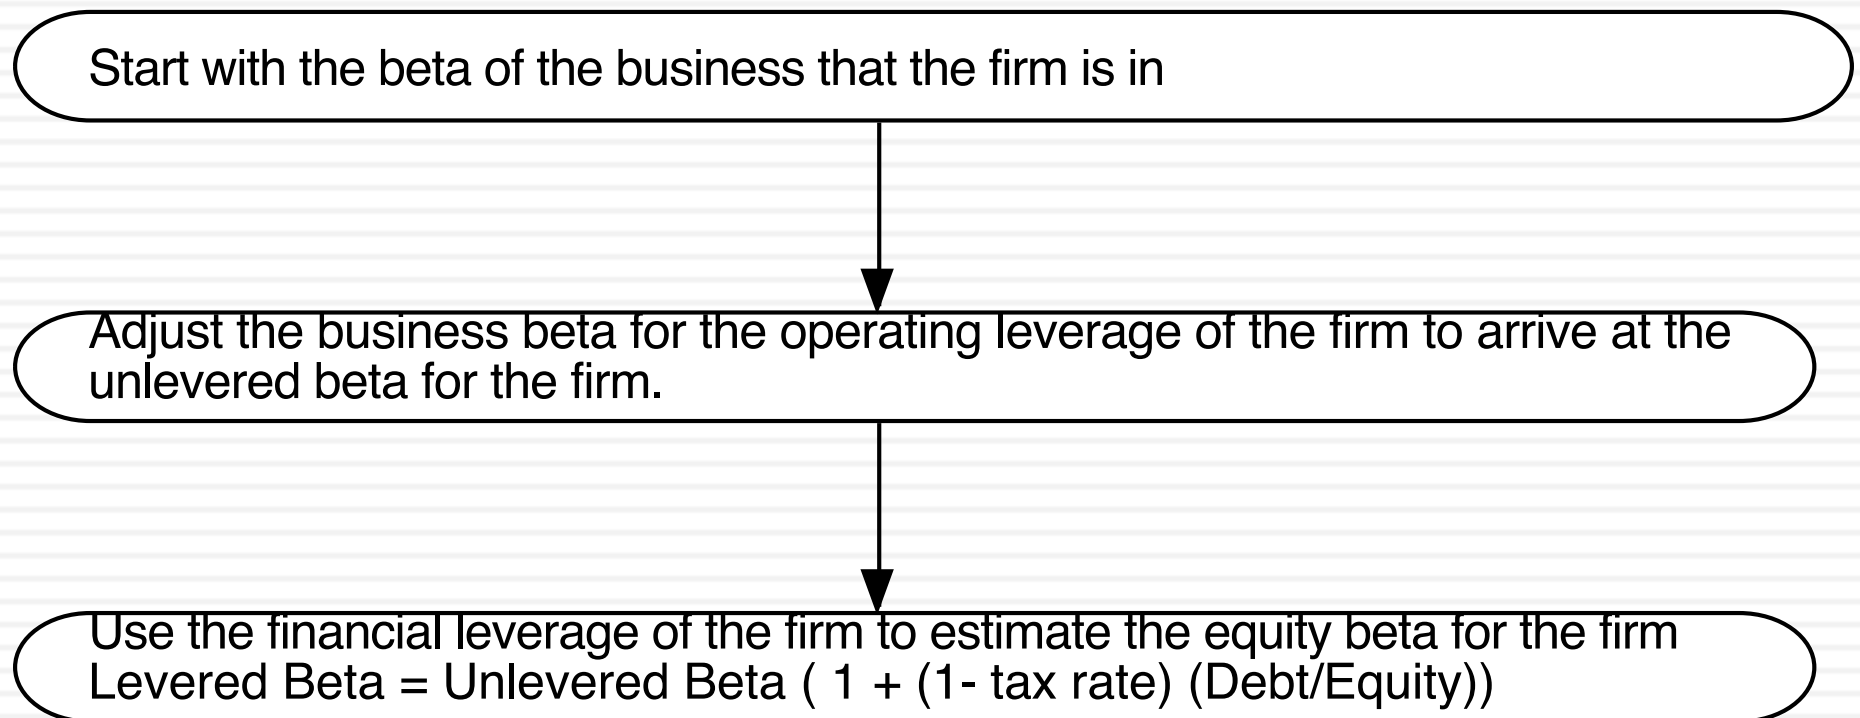 Start with the beta of the business that the firm is in
Adjust the business beta for the operating leverage of the firm to arrive at the
unlevered beta for the firm.
Use the financial leverage of the firm to estimate the equity beta for the firm
Levered Beta = Unlevered Beta ( 1 + (1- tax rate) (Debt/Equity))